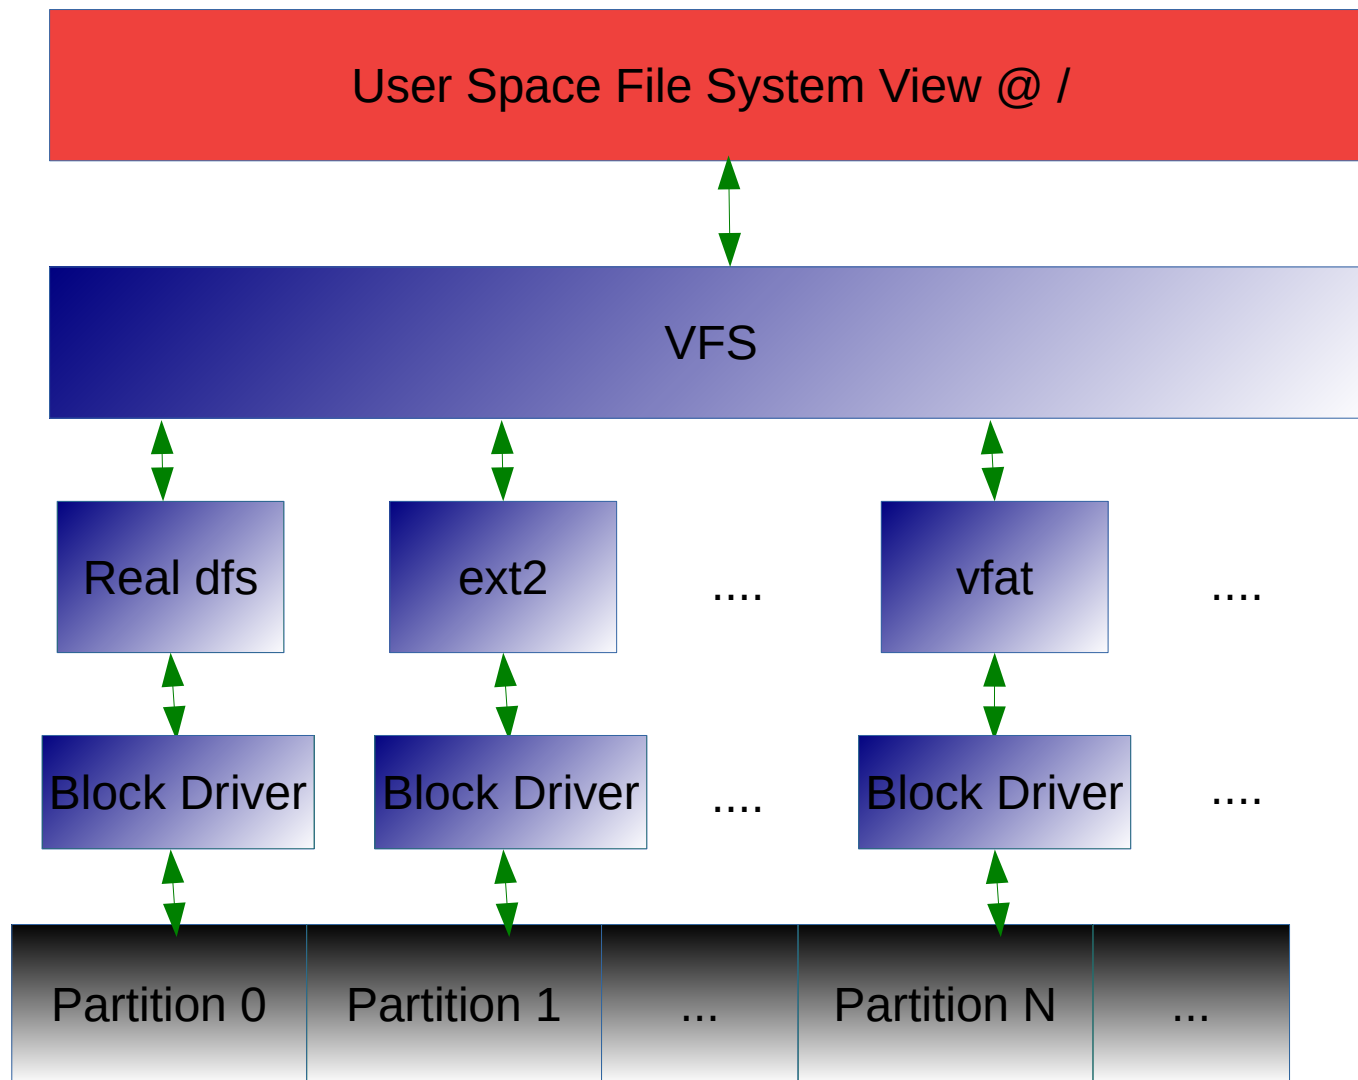 User Space File System View @ /
VFS
Real dfs
ext2
....
vfat
....
Block Driver
Block Driver
....
Block Driver
....
Partition 0
Partition 1
...
Partition N
...